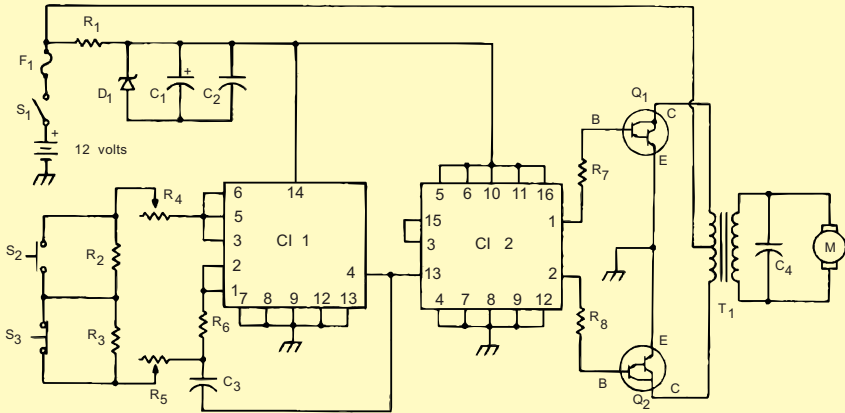 R1
F1
S1
+
12 volts
D1
+
C1
C2
S2
R2
S3
R3
R4
R5
R6
C3
6
5
3
2
1
14
CI 1
4
7 8 9 12 13
5 6 10 11 16
15
3
13
CI 2
1
2
4 7 8 9 12
R7
R8
Q1
B
C
E
E
B
C
Q2
T1
C4
M